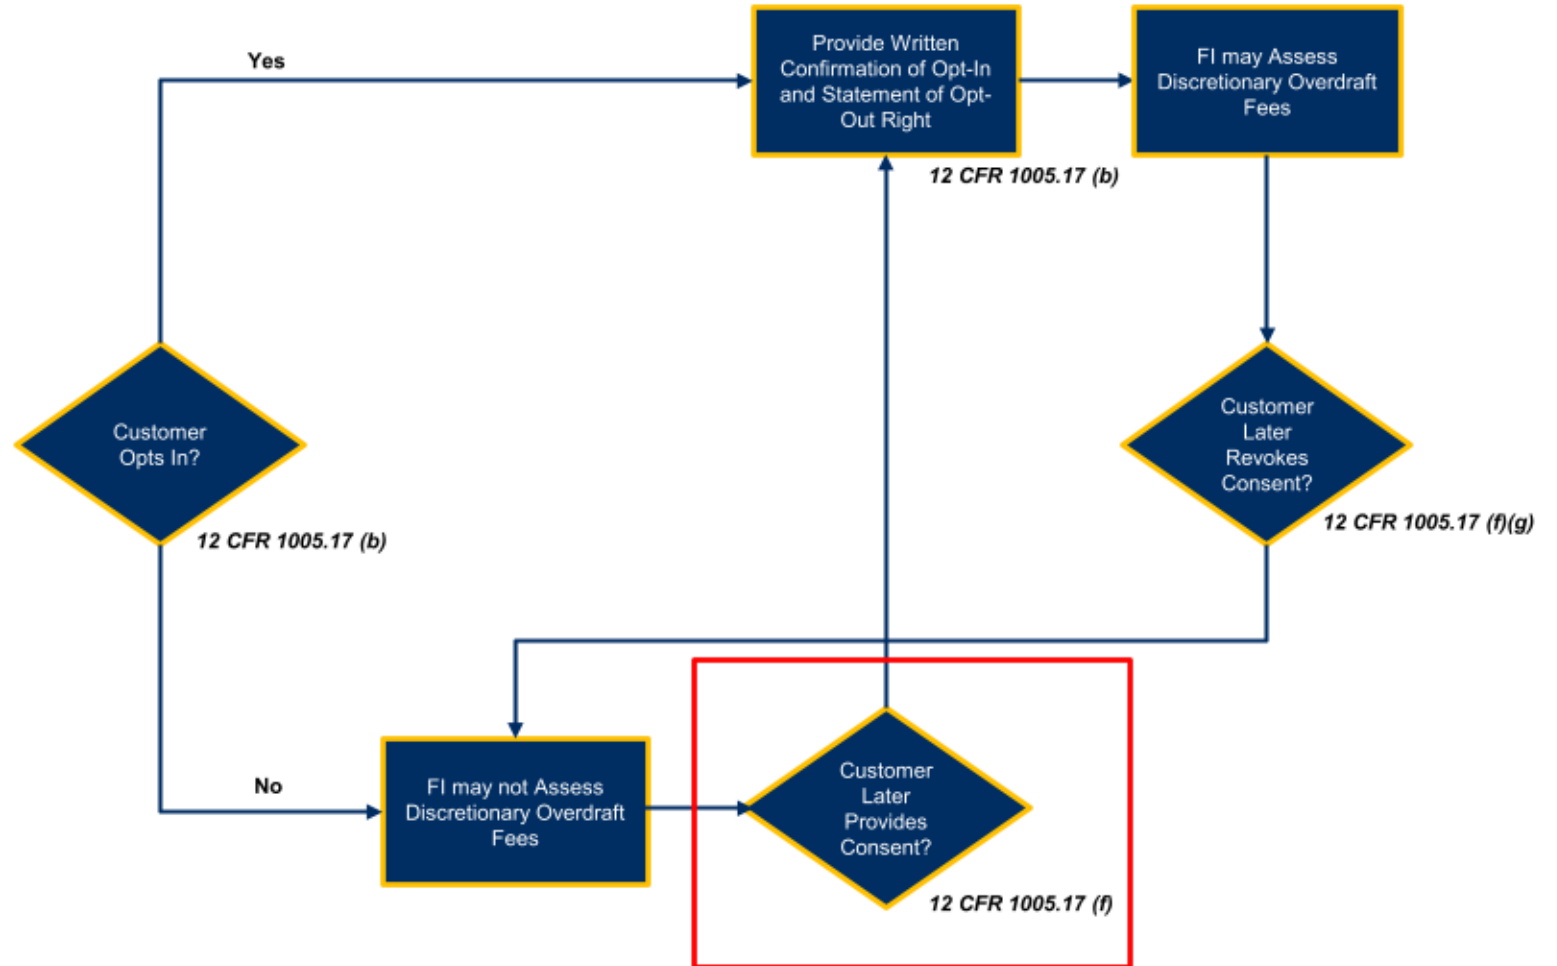 Yes
Provide Written
Confirmation of Opt-In
and Statement of Opt-
Out Right
12 CFR 1005.17 (b)
FI may Assess
Discretionary Overdraft
Fees
Customer
Opts In?
12 CFR 1005.17 (b)
Customer
Later
Revokes
Consent?
12 CFR 1005.17 (f)(g)
No
FI may not Assess
Discretionary Overdraft
Fees
Customer
Later
Provides
Consent?
12 CFR 1005.17 (f)